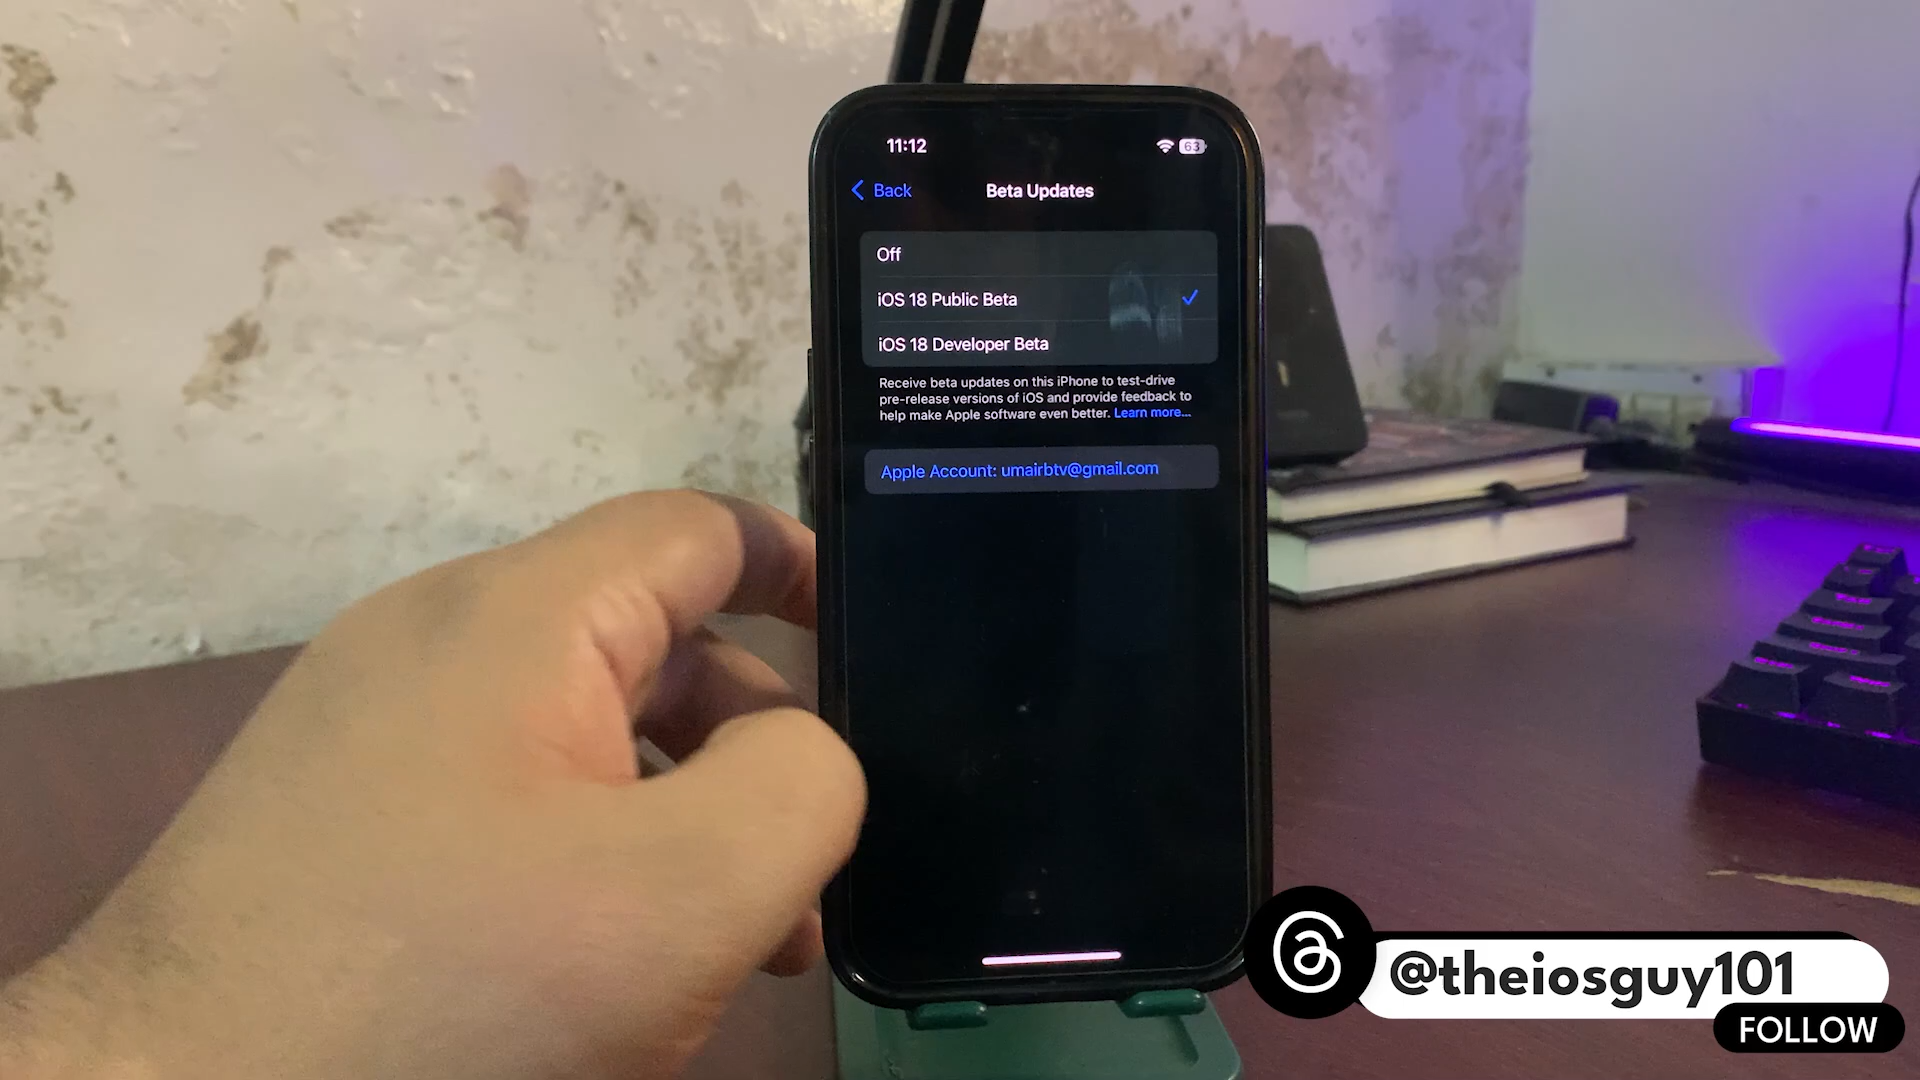 11:12
63
Back
Beta Updates
Off
iOS 18 Public Beta
iOS 18 Developer Beta
Receive beta updates on this iPhone to test-drive
pre-release versions of iOS and provide feedback to
help make Apple software even better. Learn more...
Apple Account: umairbtv@gmail.com
@theiosguy101
FOLLOW